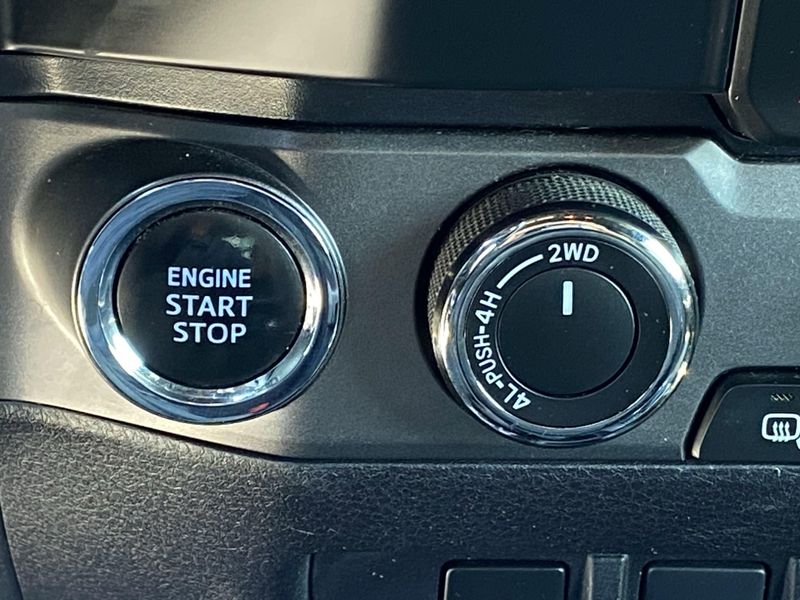 ENGINE
START
STOP
2WD
4L-PUSH-4H